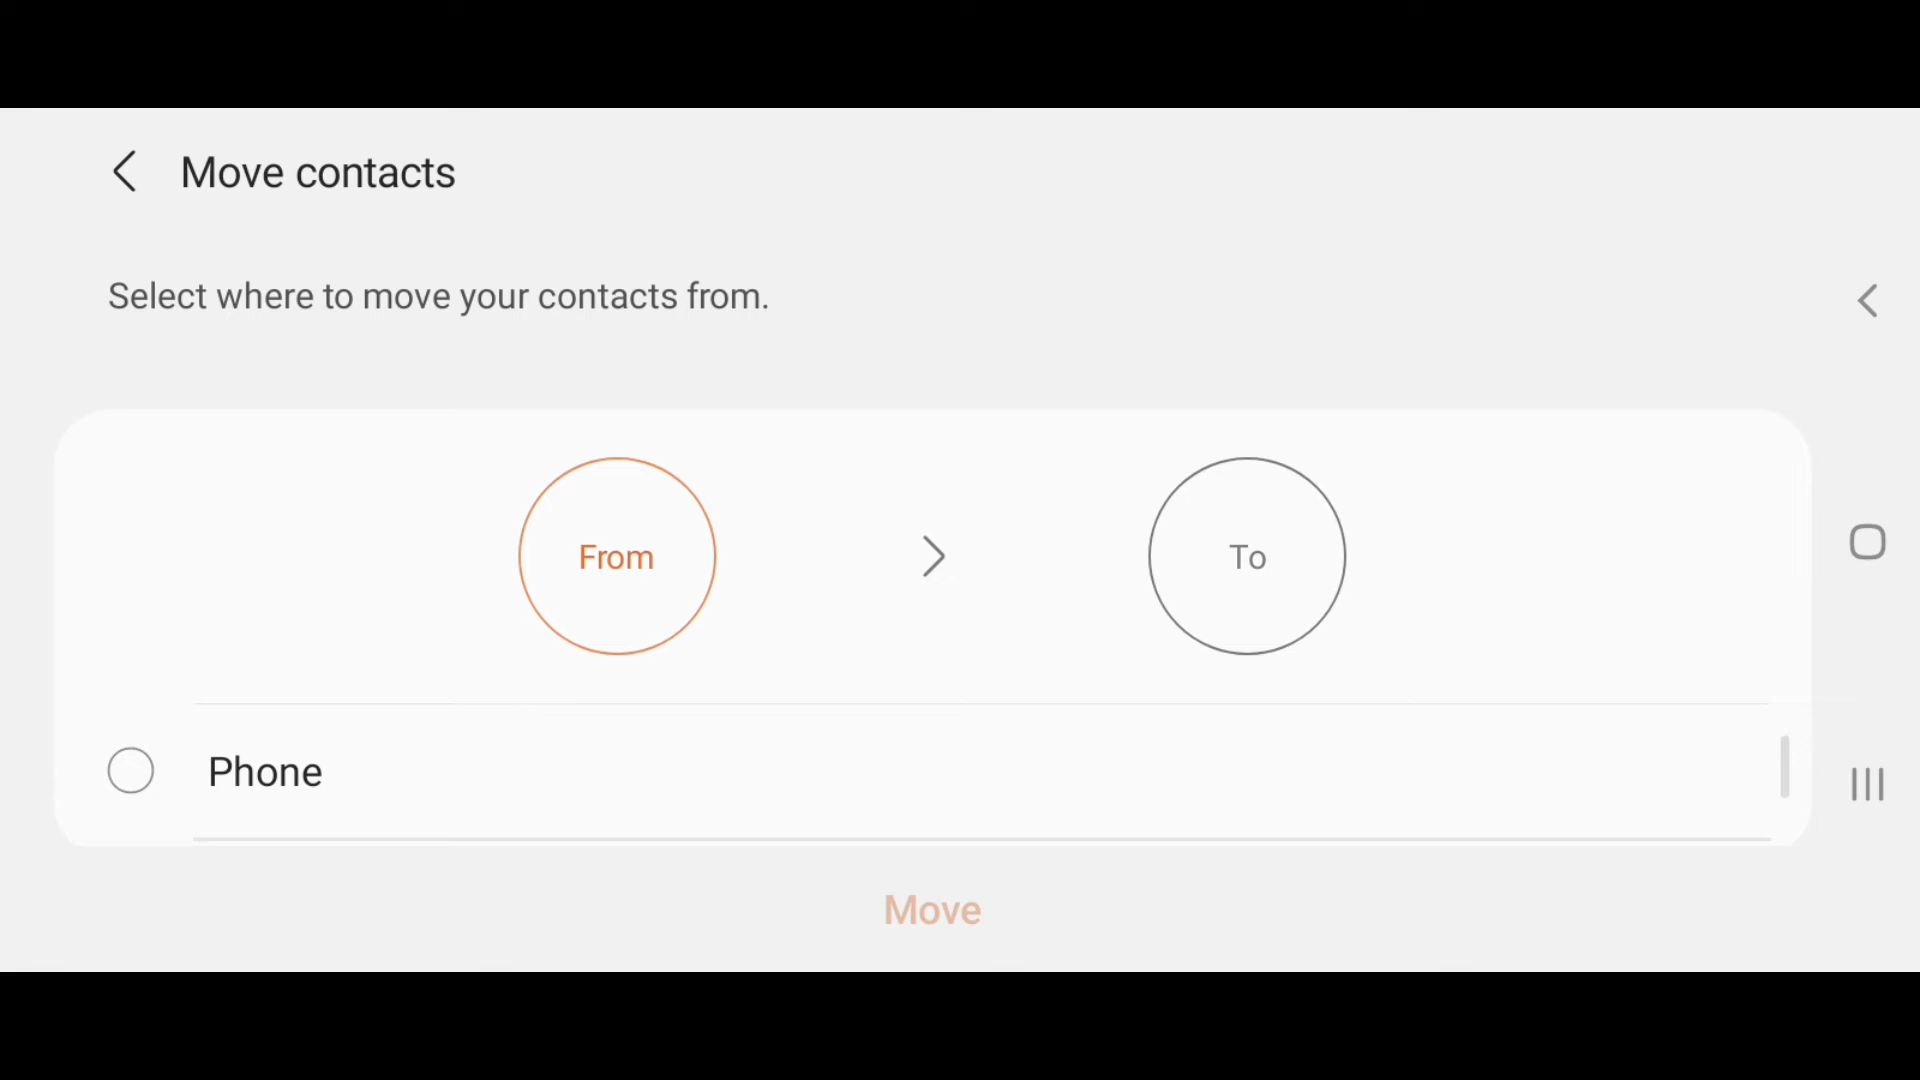 Move contacts
Select where to move your contacts from.
From
To
Phone
Move